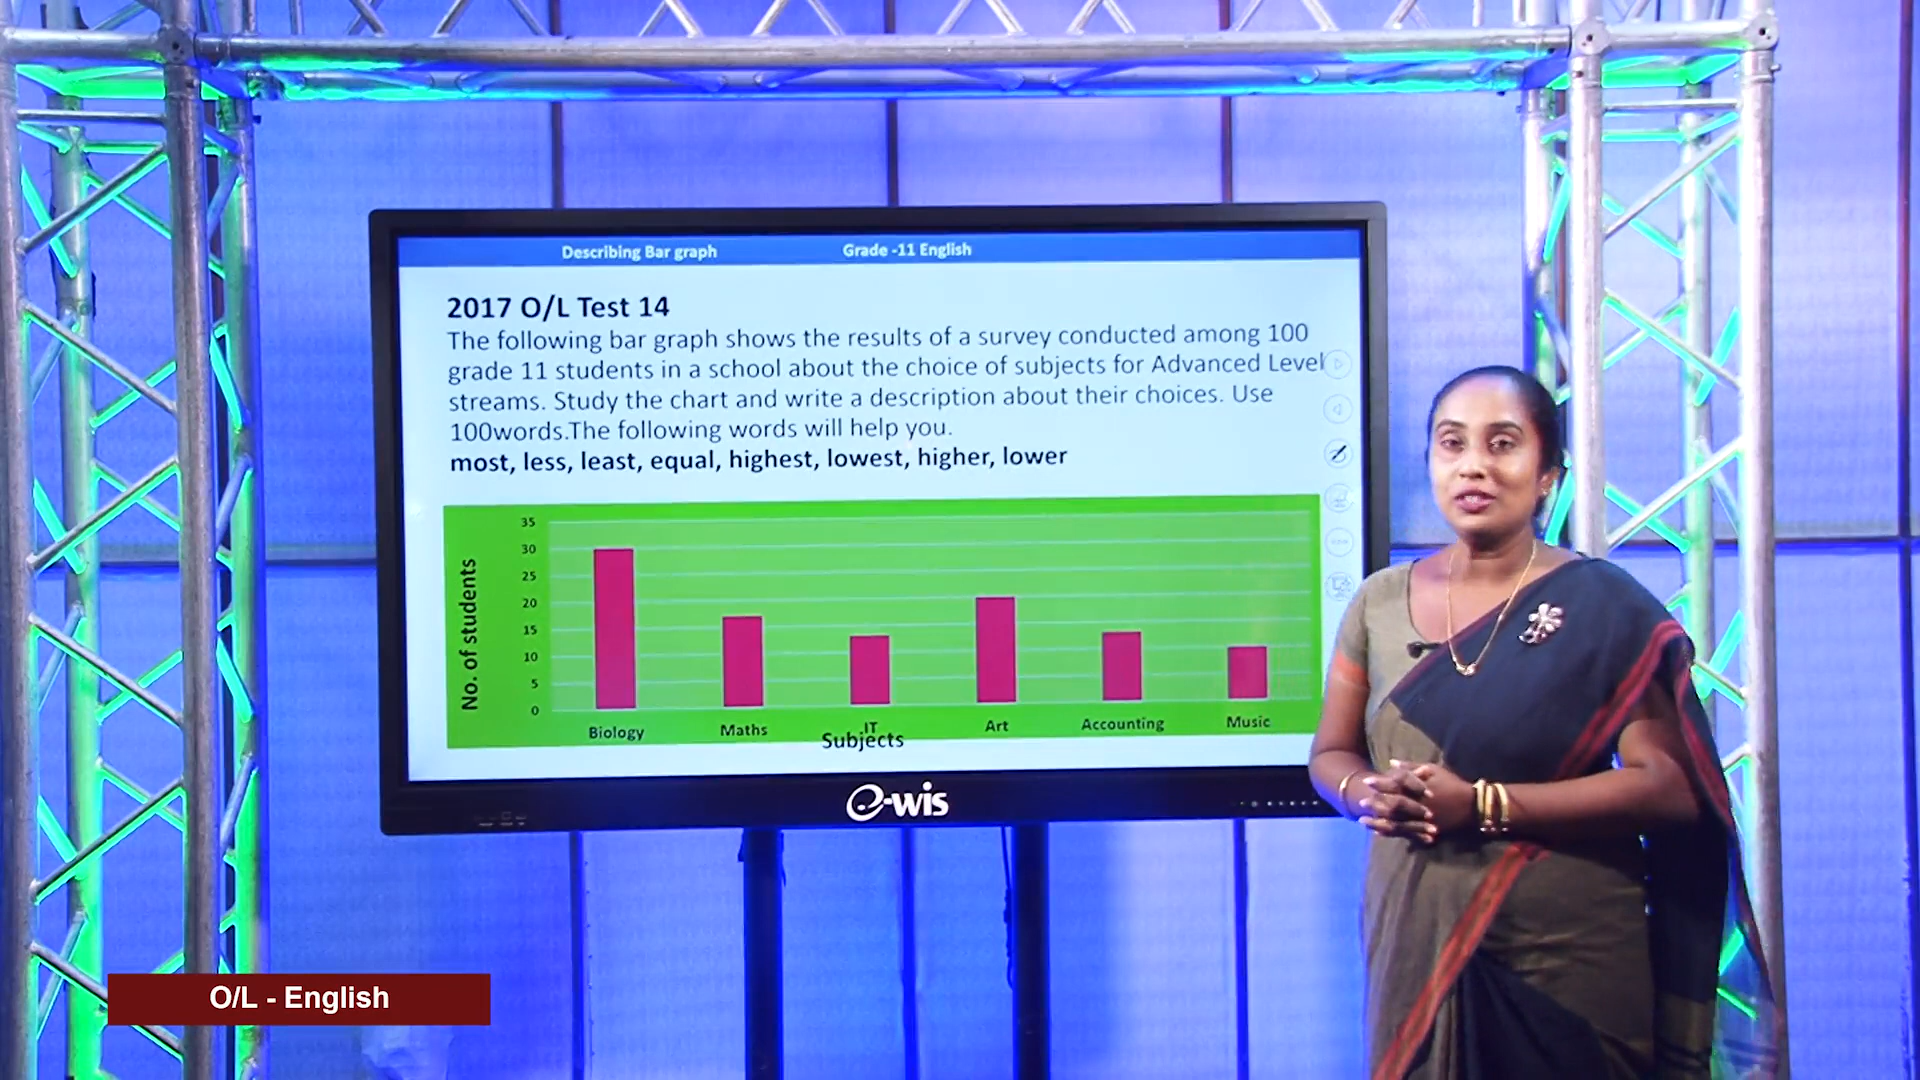 Describing Bar graph
Grade -11 English
2017 O/L Test 14
The following bar graph shows the results of a survey conducted among 100
grade 11 students in a school about the choice of subjects for Advanced Level
streams. Study the chart and write a description about their choices. Use
100words.The following words will help you.
most, less, least, equal, highest, lowest, higher, lower
35
30
25
20
15
10
5
0
No. of students
Biology
Maths
IT
Art
Accounting
Music
Subjects
e-wis
O/L - English